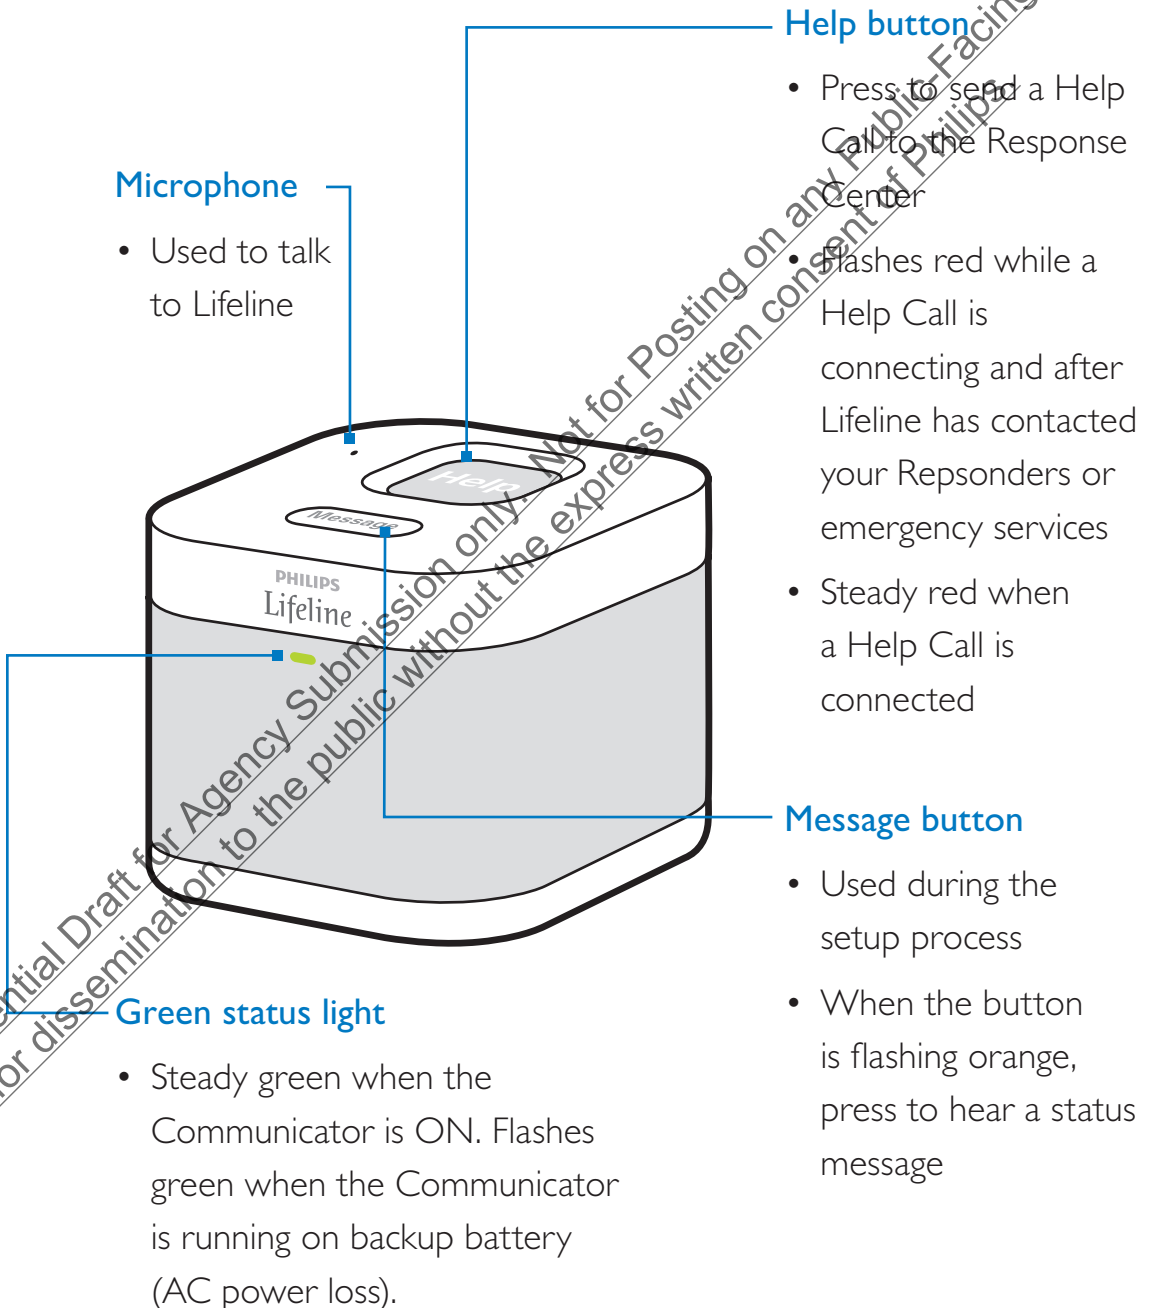 Help button
• Press to send a Help
Call to the Response
Center
• Flashes red while a
Help Call is
connecting and after
Lifeline has contacted
your Repsonders or
emergency services
• Steady red when
a Help Call is
connected
Microphone
• Used to talk
to Lifeline
Help
Message
PHILIPS
Lifeline
Message button
• Used during the
setup process
• When the button
is flashing orange,
press to hear a status
message
Green status light
• Steady green when the
Communicator is ON. Flashes
green when the Communicator
is running on backup battery
(AC power loss).
Draft for Agency Submission only. Not for Posting on any Public-Facing
for dissemination to the public without the express written consent of Philips.